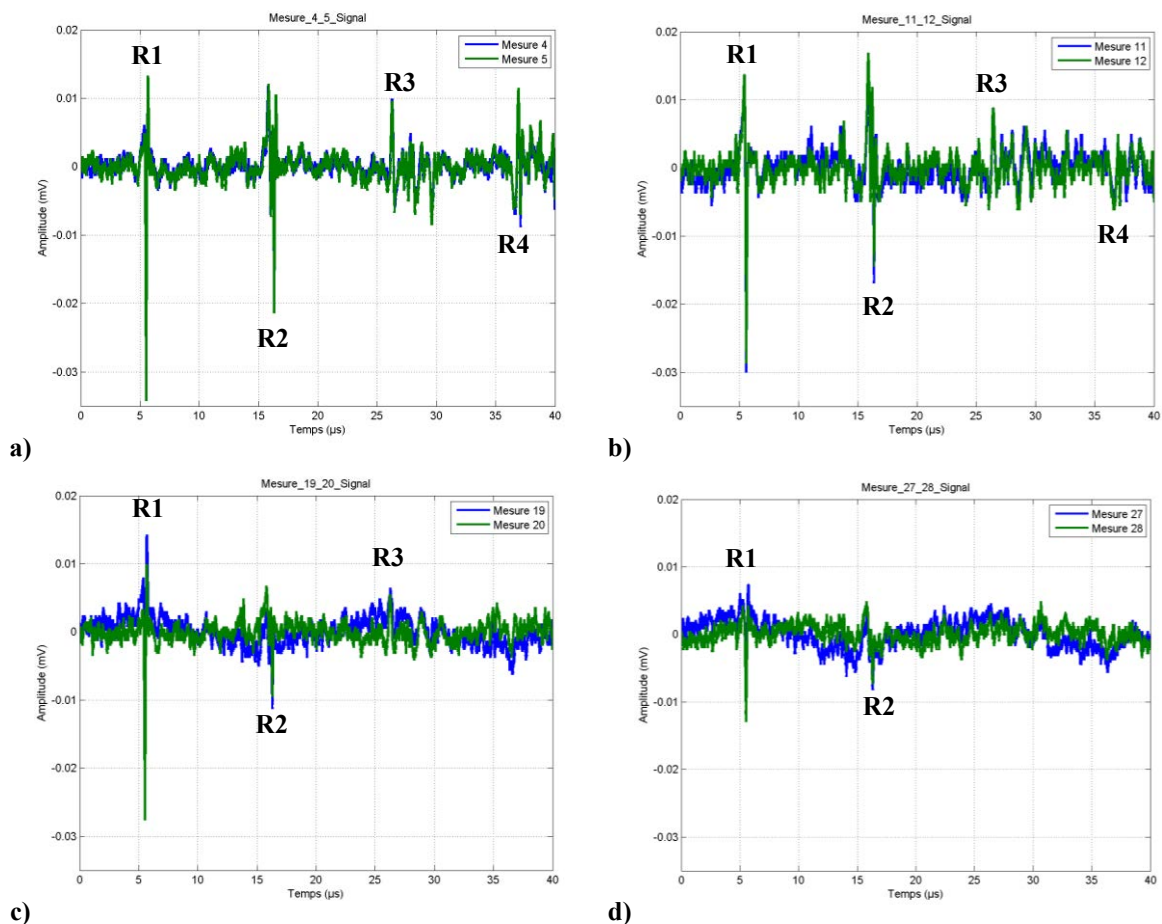 Mesure_4_5_Signal
0.02
0.01
0
-0.01
-0.02
-0.03
Amplitude (mV)
R1
R2
R3
R4
Mesure 4
Mesure 5
0 5 10 15 20 25 30 35 40
Temps (µs)
a)
Mesure_11_12_Signal
0.02
0.01
0
-0.01
-0.02
-0.03
Amplitude (mV)
R1
R2
R3
R4
Mesure 11
Mesure 12
0 5 10 15 20 25 30 35 40
Temps (µs)
b)
Mesure_19_20_Signal
0.02
0.01
0
-0.01
-0.02
-0.03
Amplitude (mV)
R1
R2
R3
Mesure 19
Mesure 20
0 5 10 15 20 25 30 35 40
Temps (µs)
c)
Mesure_27_28_Signal
0.02
0.01
0
-0.01
-0.02
-0.03
Amplitude (mV)
R1
R2
Mesure 27
Mesure 28
0 5 10 15 20 25 30 35 40
Temps (µs)
d)